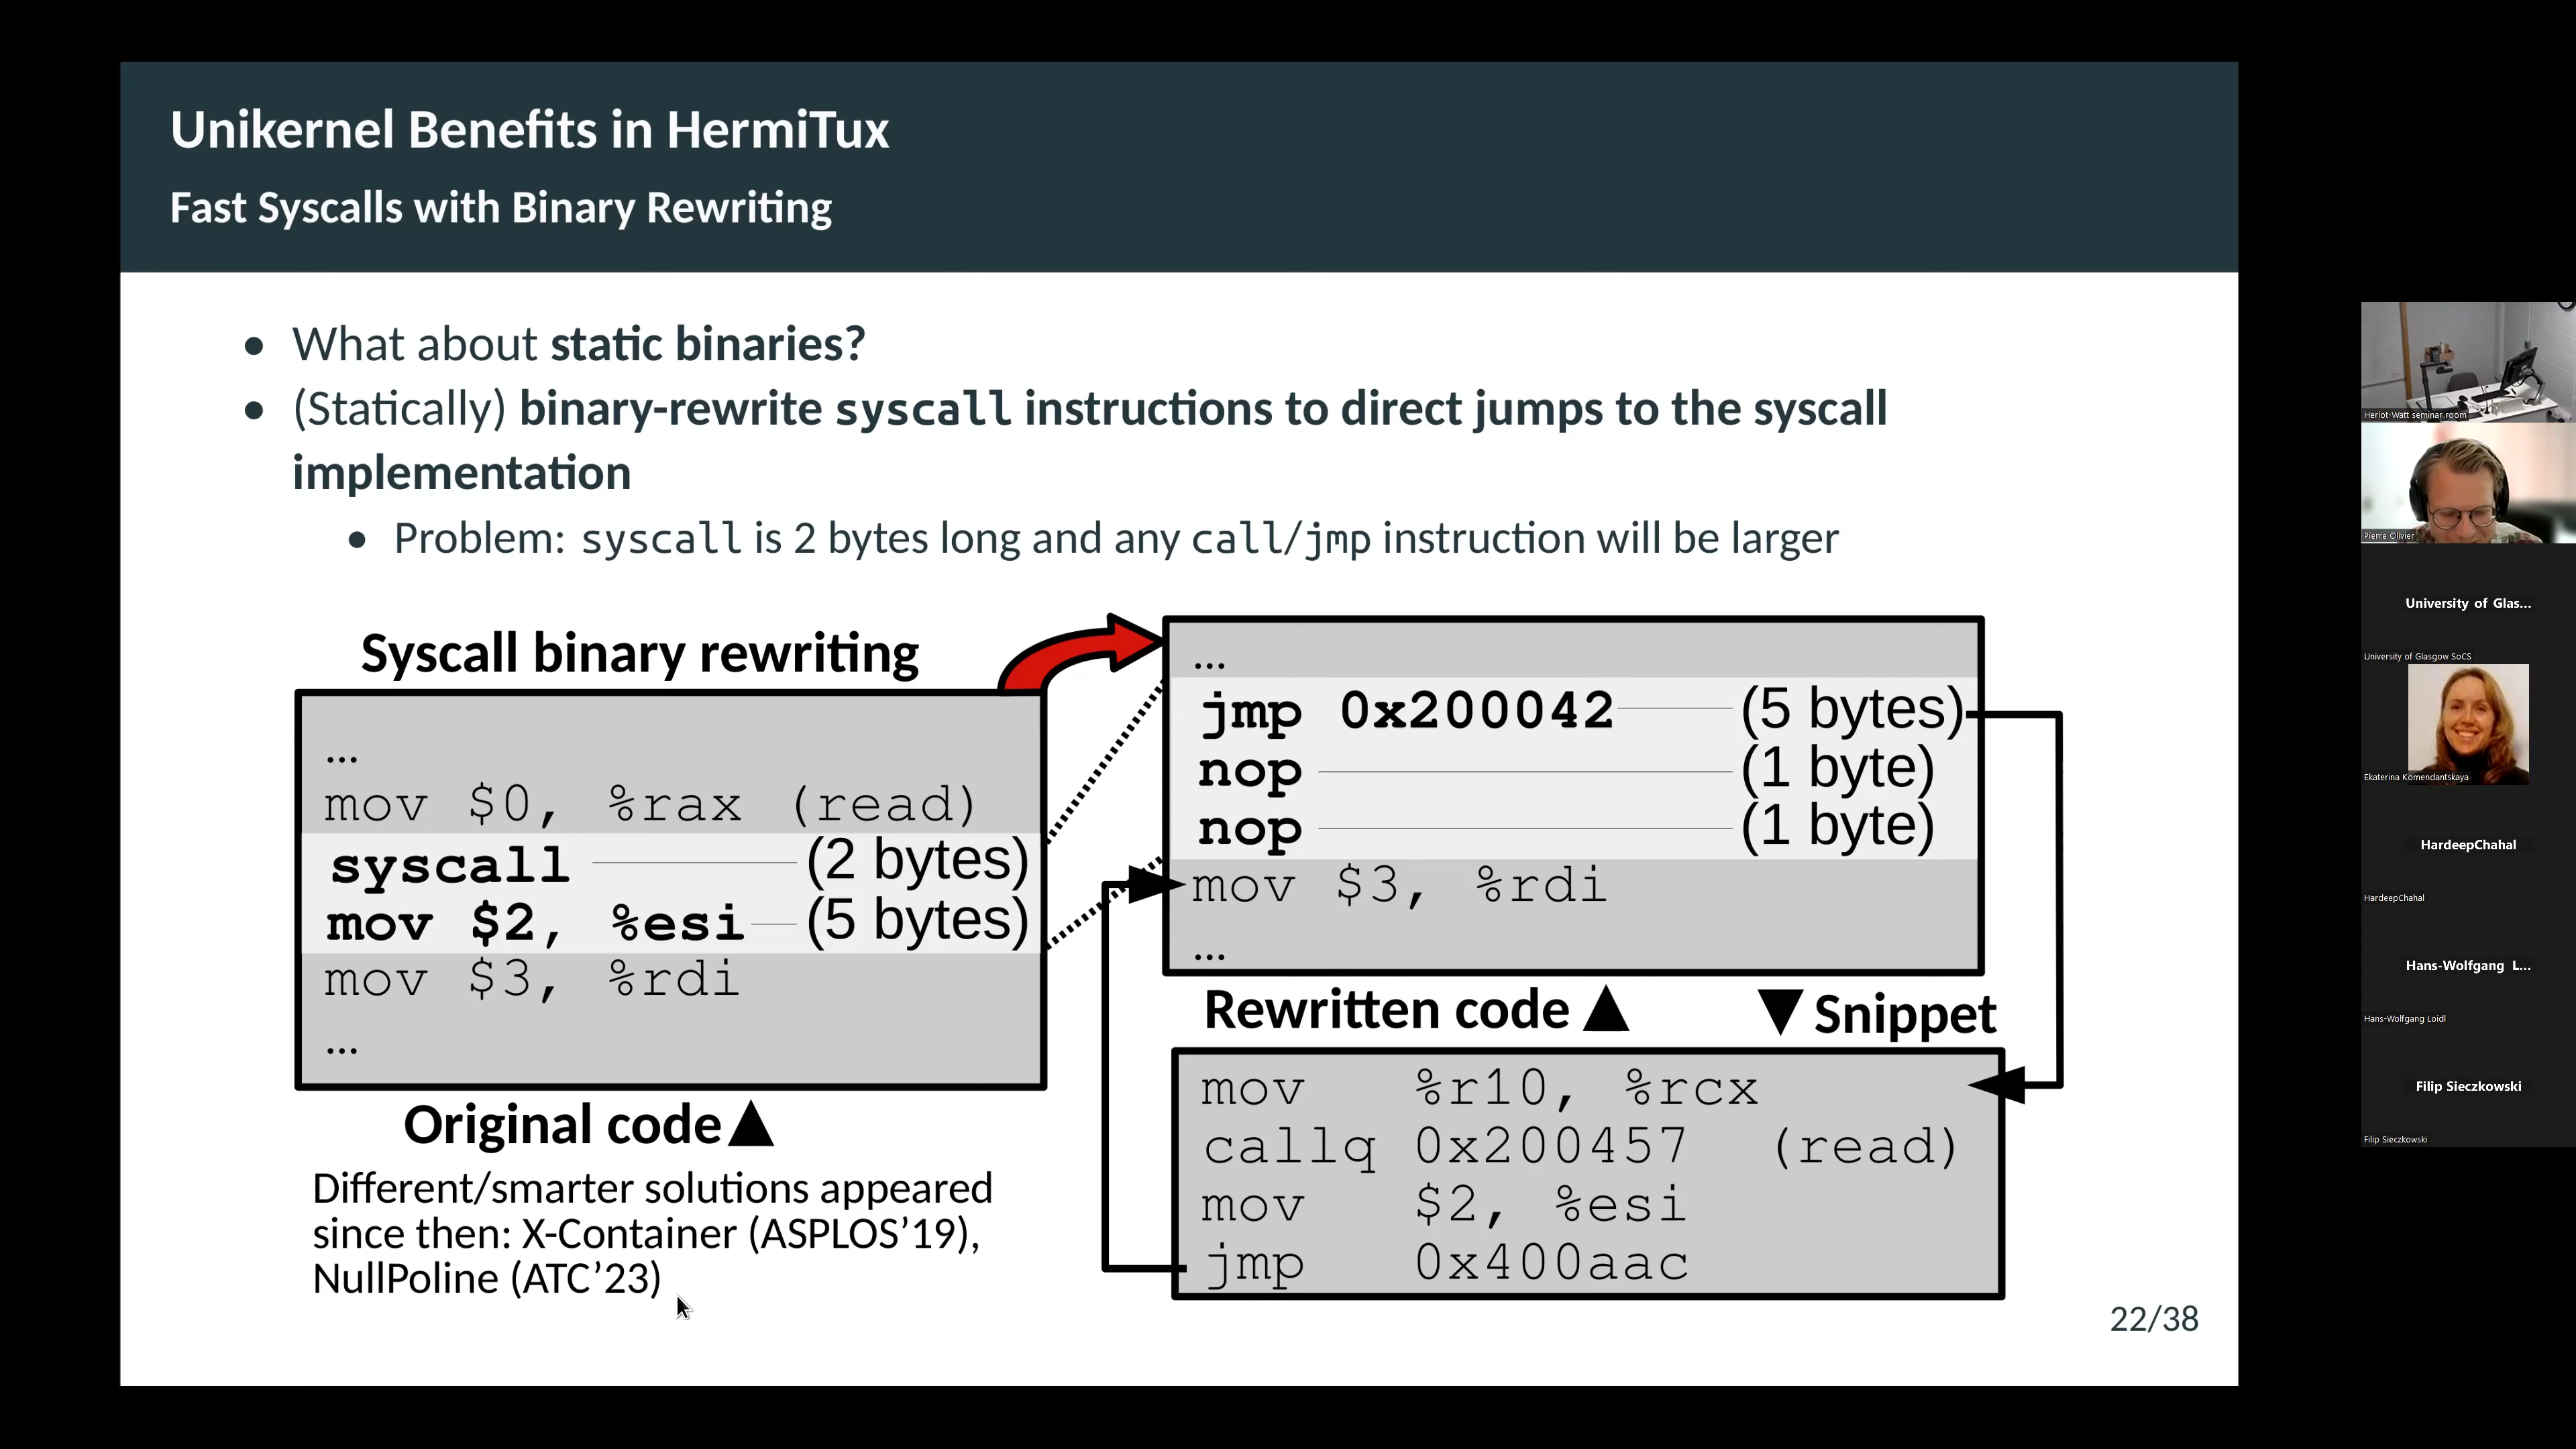 Unikernel Benefits in HermiTux
Fast Syscalls with Binary Rewriting
• What about static binaries?
• (Statically) binary-rewrite syscall instructions to direct jumps to the syscall
implementation
• Problem: syscall is 2 bytes long and any call/jmp instruction will be larger
Syscall binary rewriting
...
mov $0, %rax (read)
syscall (2 bytes)
mov $2, %esi (5 bytes)
mov $3, %rdi
...
Original code▲
Different/smarter solutions appeared
since then: X-Container (ASPLOS’19),
NullPoline (ATC’23)
...
jmp 0x200042 (5 bytes)
nop (1 byte)
nop (1 byte)
mov $3, %rdi
...
Rewritten code ▲ ▼ Snippet
mov %r10, %rcx
callq 0x200457 (read)
mov $2, %esi
jmp 0x400aac
22/38
Heriot-Watt seminar room
Pierre Olivier
University of Glas...
University of Glasgow SoCS
Ekaterina Komendantskaya
HardeepChahal
HardeepChahal
Hans-Wolfgang L...
Hans-Wolfgang Loidl
Filip Sieczkowski
Filip Sieczkowski